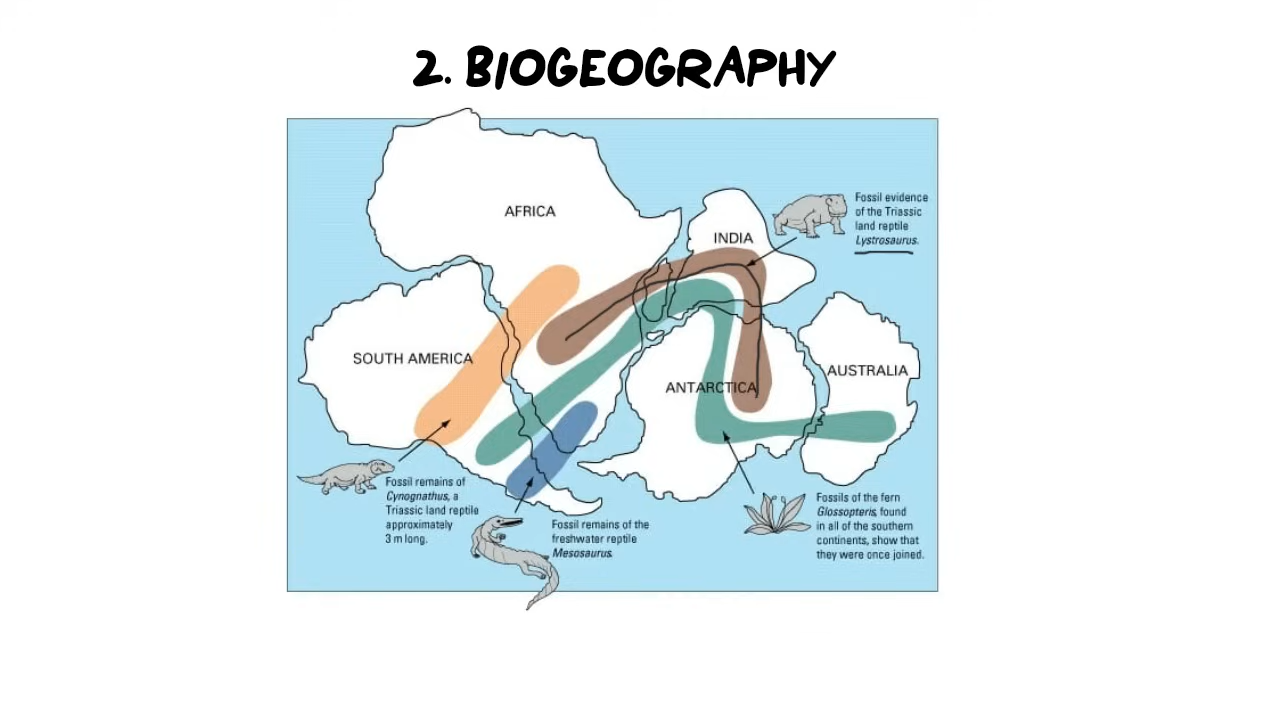 2. BIOGEOGRAPHY
AFRICA
INDIA
Fossil evidence
of the Triassic
land reptile
Lystrosaurus.
SOUTH AMERICA
ANTARCTICA
AUSTRALIA
Fossil remains of
Cynognathus, a
Triassic land reptile
approximately
3 m long.
Fossil remains of the
freshwater reptile
Mesosaurus.
Fossils of the fern
Glossopteris, found
in all of the southern
continents, show that
they were once joined.